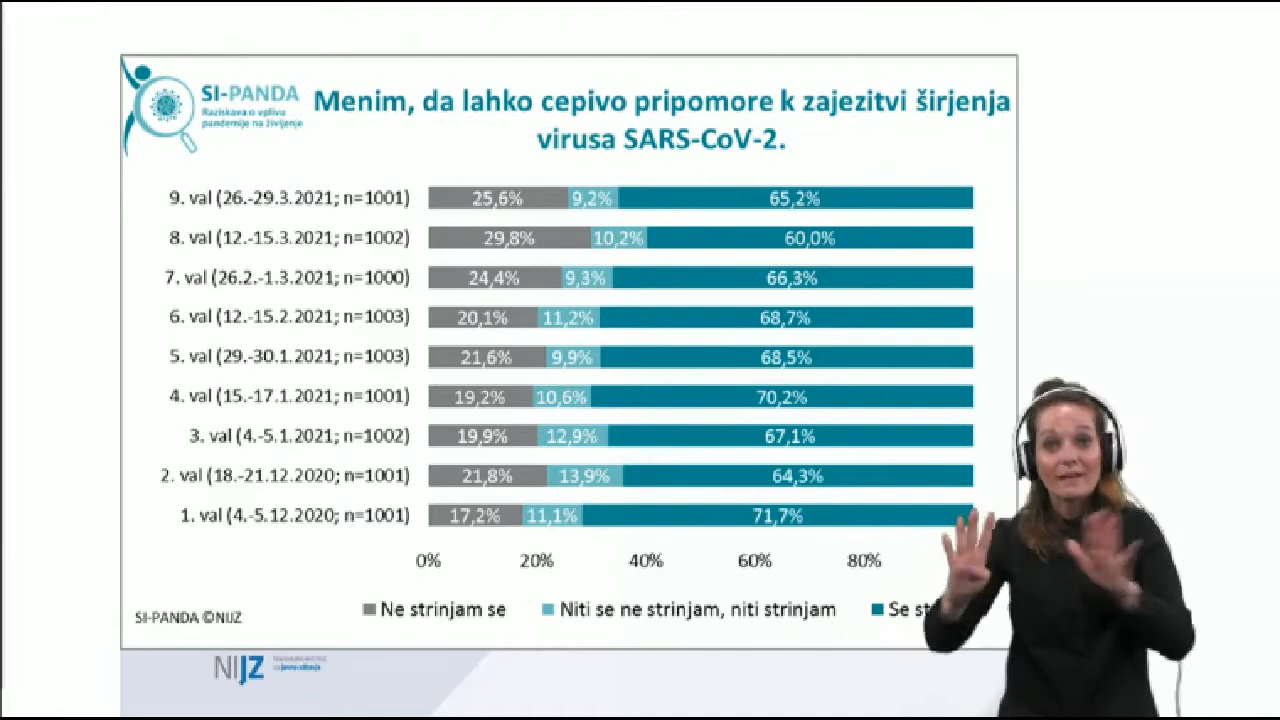 SI-PANDA
Raziskava o vplivu
pandemije na življenje
Menim, da lahko cepivo pripomore k zajezitvi širjenja
virusa SARS-CoV-2.
9. val (26.-29.3.2021; n=1001) 25,6% 9,2% 65,2%
8. val (12.-15.3.2021; n=1002) 29,8% 10,2% 60,0%
7. val (26.2.-1.3.2021; n=1000) 24,4% 9,3% 66,3%
6. val (12.-15.2.2021; n=1003) 20,1% 11,2% 68,7%
5. val (29.-30.1.2021; n=1003) 21,6% 9,9% 68,5%
4. val (15.-17.1.2021; n=1001) 19,2% 10,6% 70,2%
3. val (4.-5.1.2021; n=1002) 19,9% 12,9% 67,1%
2. val (18.-21.12.2020; n=1001) 21,8% 13,9% 64,3%
1. val (4.-5.12.2020; n=1001) 17,2% 11,1% 71,7%
0% 20% 40% 60% 80%
Ne strinjam se Niti se ne strinjam, niti strinjam Se
SI-PANDA ©NIJZ
NIJZ